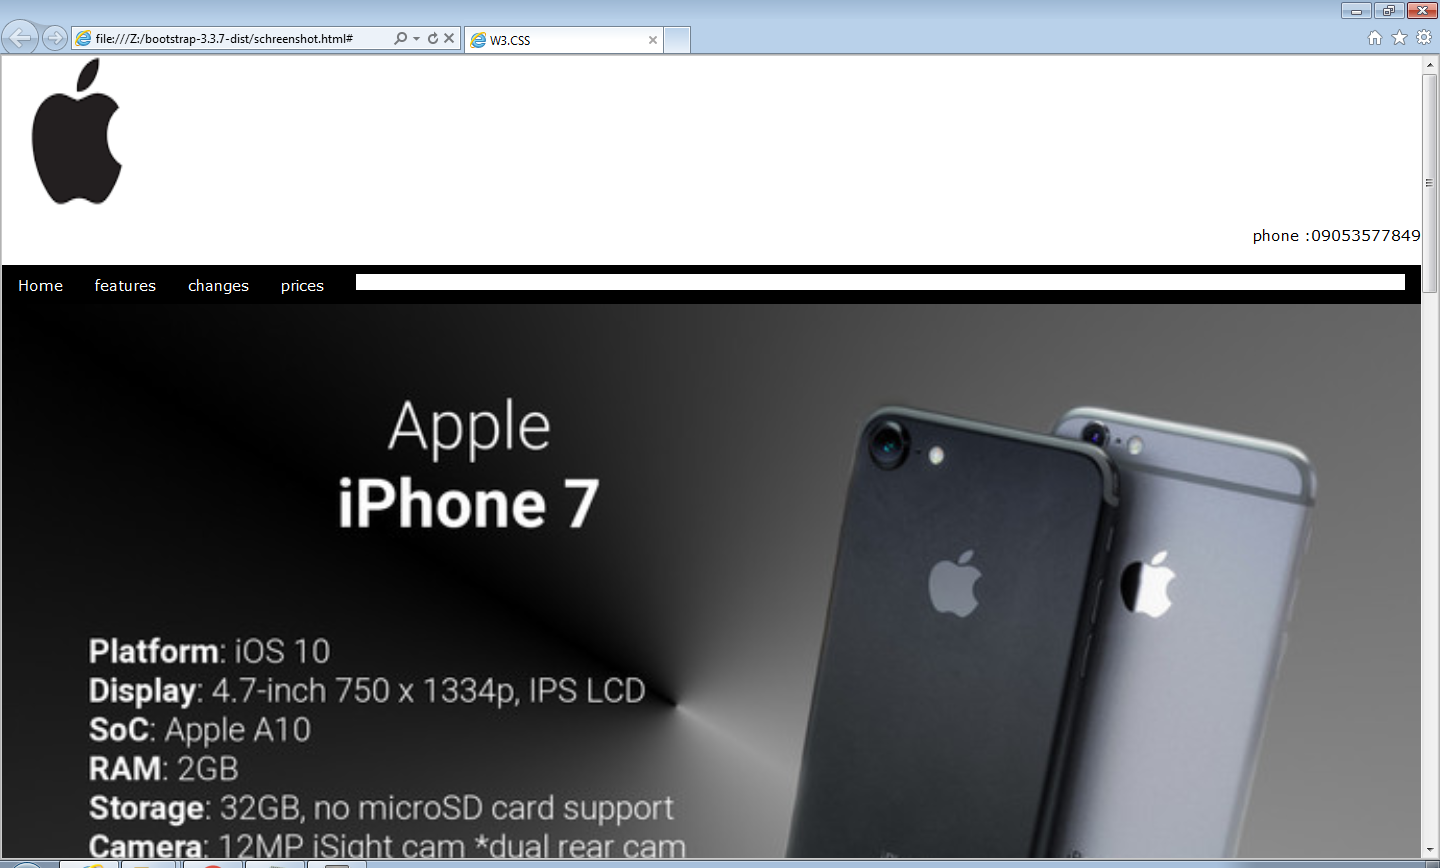 file:///Z:/bootstrap-3.3.7-dist/schreenshot.html#
W3.CSS
phone :09053577849
Home features changes prices
Apple
iPhone 7
Platform: iOS 10
Display: 4.7-inch 750 x 1334p, IPS LCD
SoC: Apple A10
RAM: 2GB
Storage: 32GB, no microSD card support
Camera: 12MP iSight cam *dual rear cam